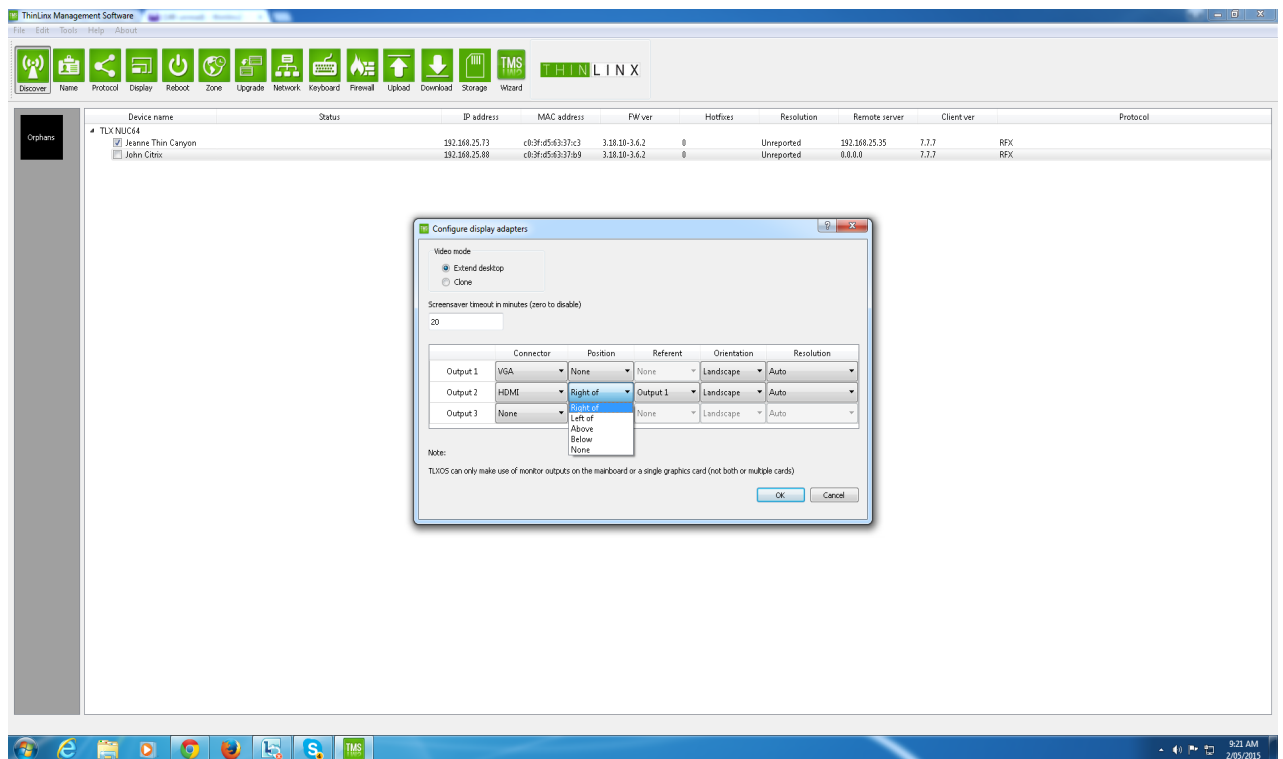 ThinLinx Management Software
File Edit Tools Help About
Discover Name Protocol Display Reboot Zone Upgrade Network Keyboard Firewall Upload Download Storage Wizard
TMS
THINLINX
Orphans
Device name Status IP address MAC address FW ver Hotfixes Resolution Remote server Client ver Protocol
TLX NUC64
Jeanne Thin Canyon 192.168.25.73 c0:3f:d5:63:37:c3 3.18.10-3.6.2 0 Unreported 192.168.25.35 7.7.7 RFX
John Citrix 192.168.25.88 c0:3f:d5:63:37:b9 3.18.10-3.6.2 0 Unreported 0.0.0.0 7.7.7 RFX
TMS Configure display adapters
Video mode
Extend desktop
Clone
Screensaver timeout in minutes (zero to disable)
20
Connector Position Referent Orientation Resolution
Output 1 VGA None None Landscape Auto
Output 2 HDMI Right of Output 1 Landscape Auto
Output 3 None None Landscape Auto
Right of
Left of
Above
Below
None
Note:
TLXOS can only make use of monitor outputs on the mainboard or a single graphics card (not both or multiple cards)
OK Cancel
TMS
9:21 AM
2/05/2015